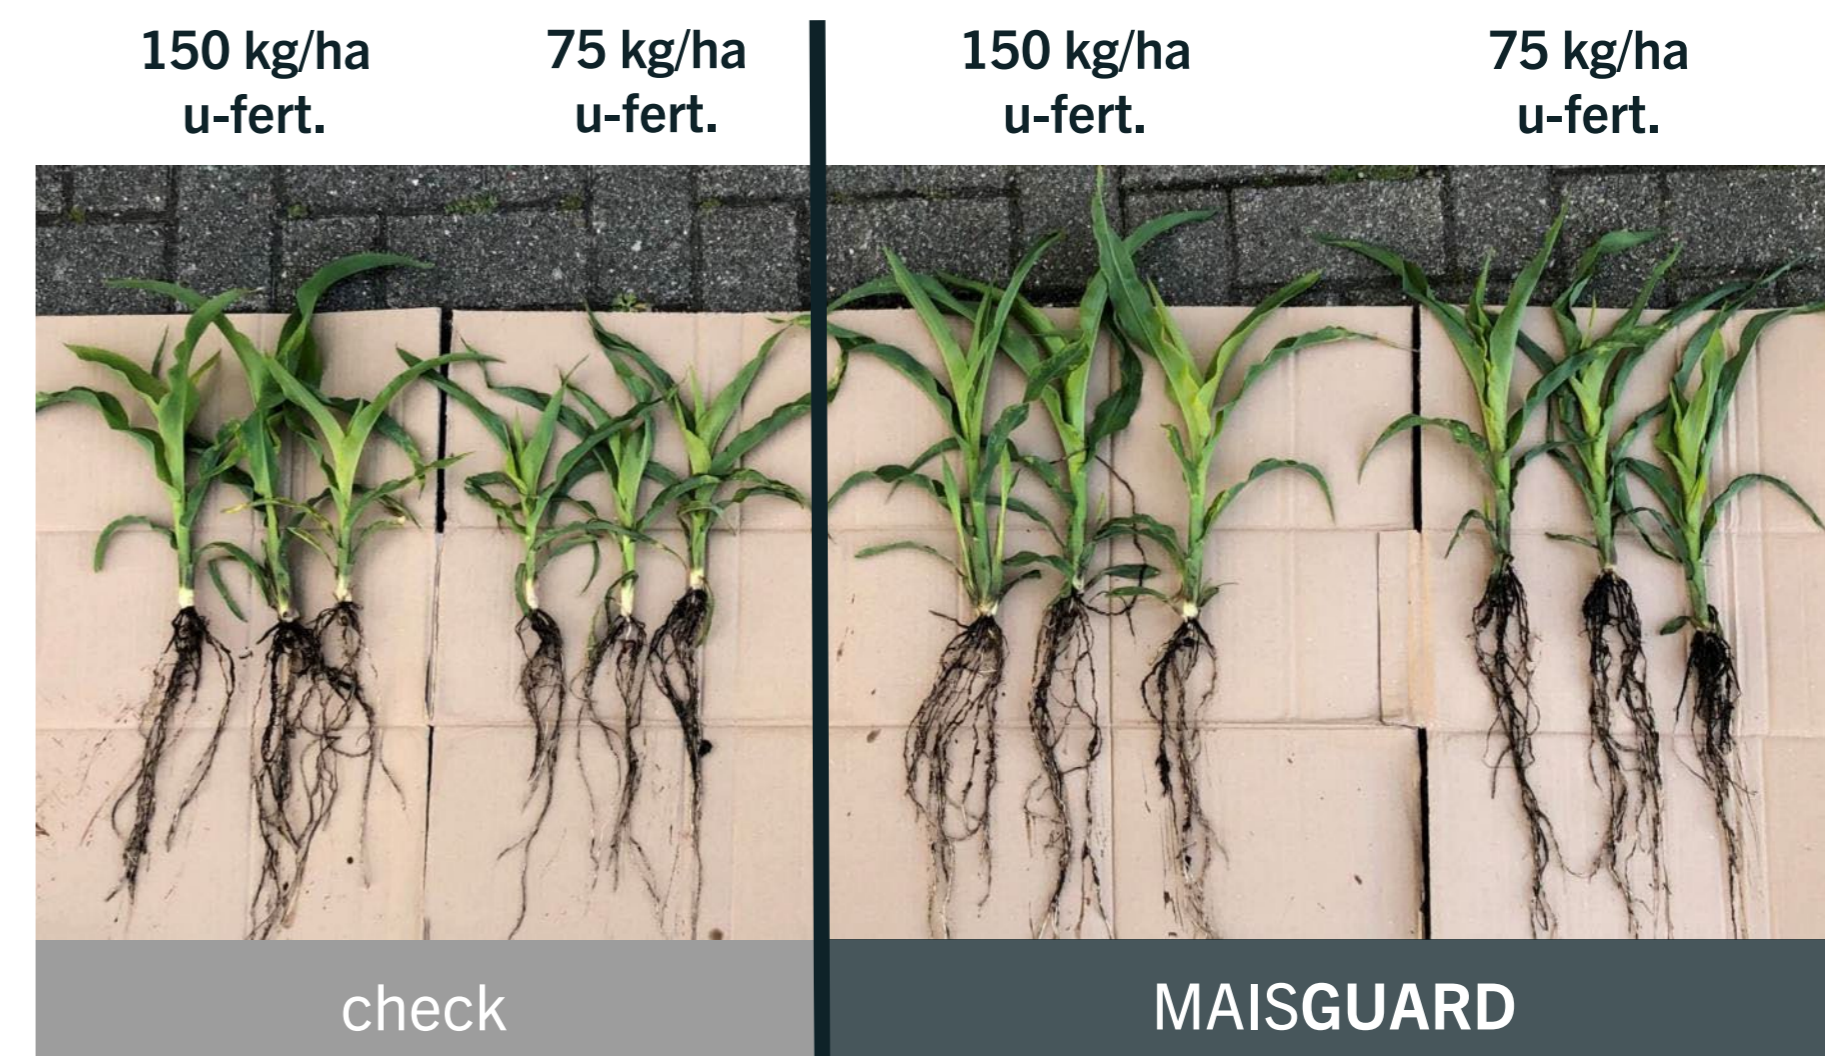 150 kg/ha
u-fert.
75 kg/ha
u-fert.
150 kg/ha
u-fert.
75 kg/ha
u-fert.
check
MAISGUARD